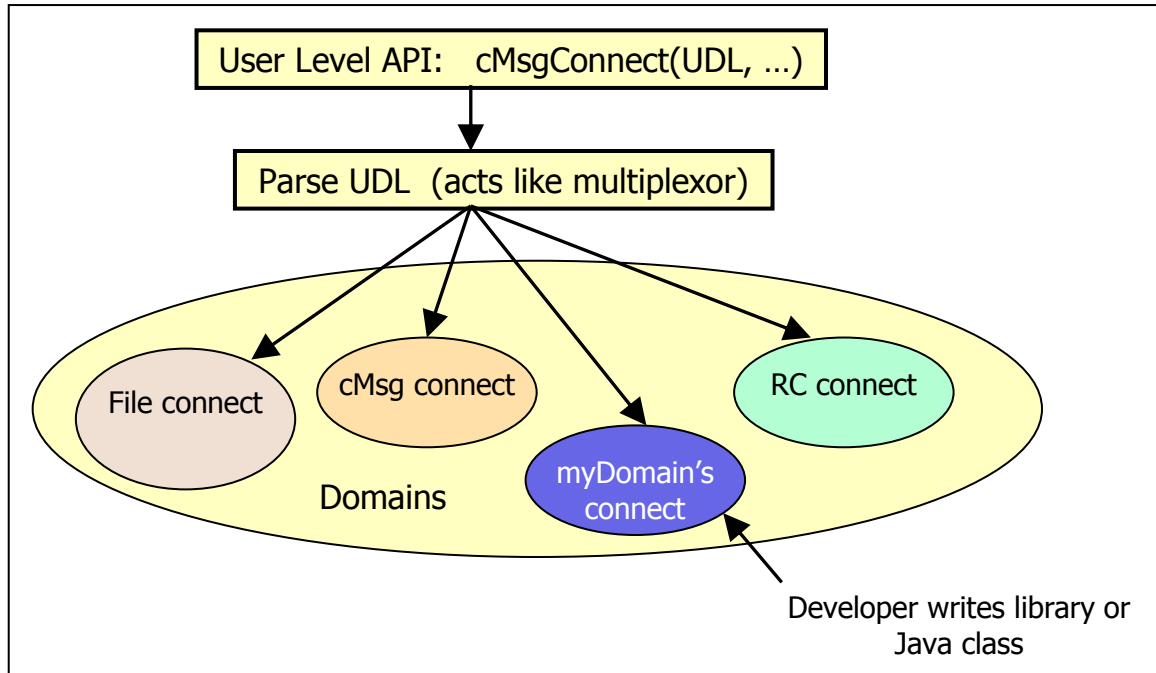 User Level API: cMsgConnect(UDL, …)
Parse UDL (acts like multiplexor)
File connect
cMsg connect
RC connect
myDomain’s
connect
Domains
Developer writes library or
Java class